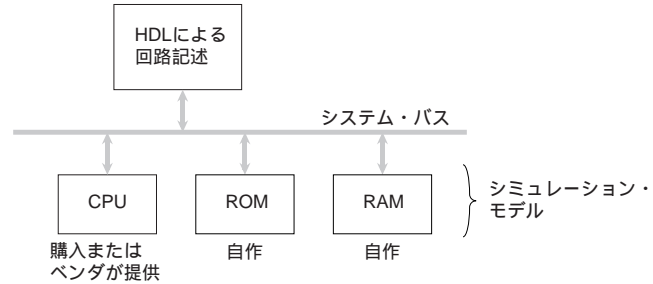 HDLによる
回路記述
システム・バス
CPU
ROM
RAM
シミュレーション・
モデル
購入または
ベンダが提供
自作
自作